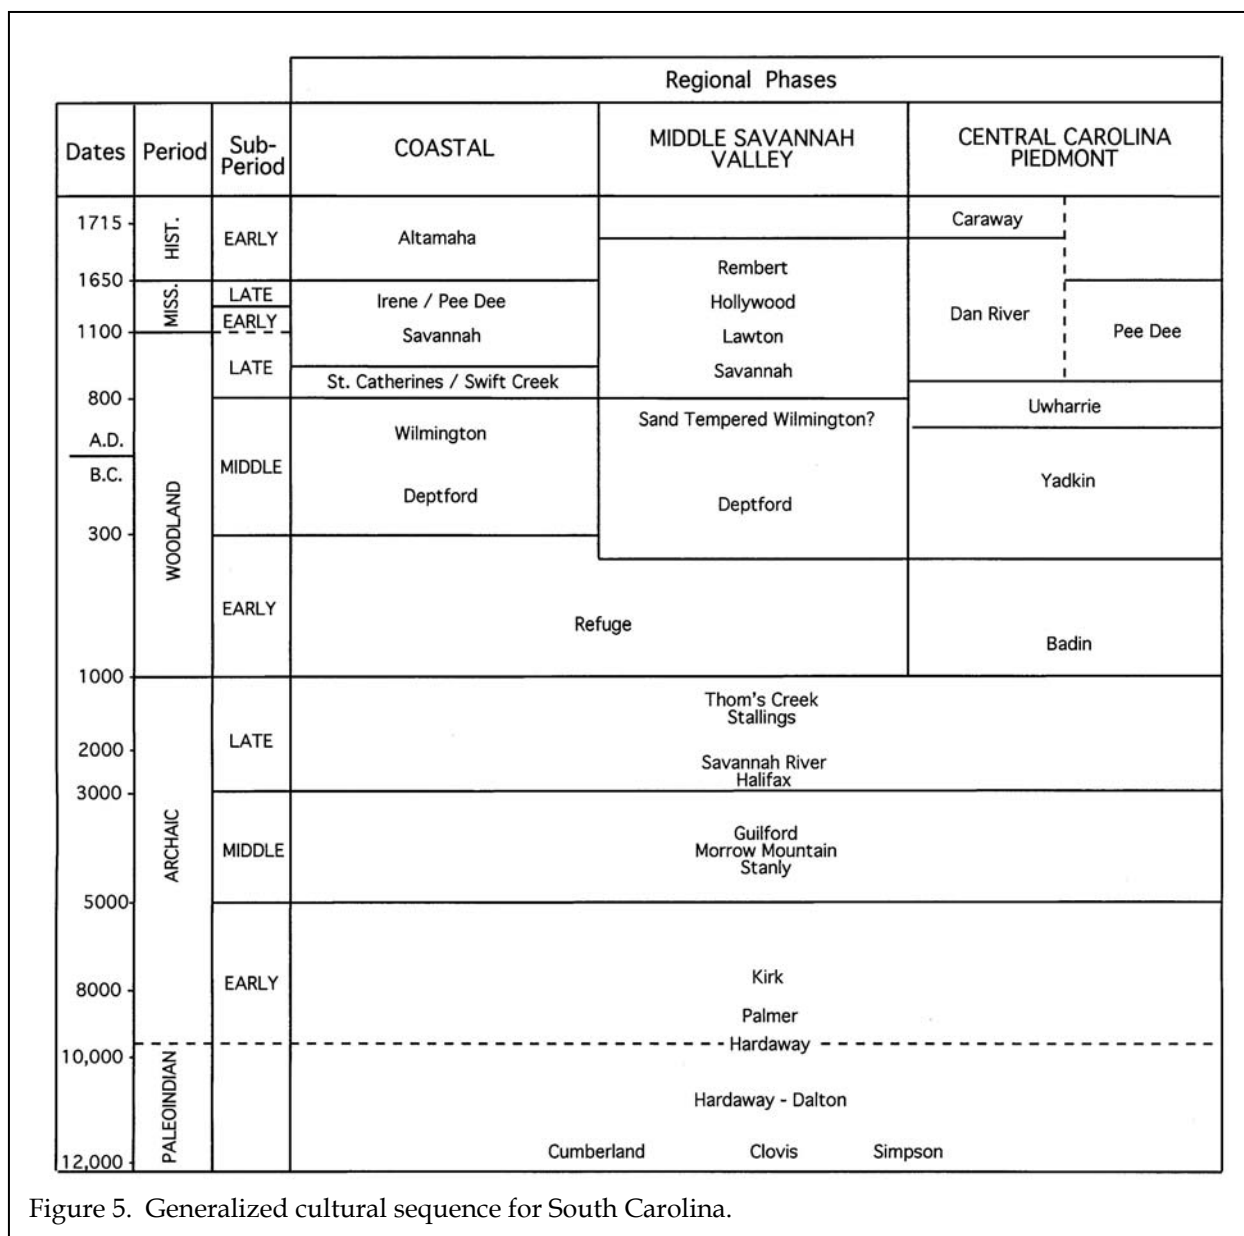 Regional Phases
Dates Period Sub-Period COASTAL MIDDLE SAVANNAH VALLEY CENTRAL CAROLINA PIEDMONT
1715 HIST. EARLY Altamaha Caraway
1650
MISS. LATE Irene / Pee Dee Rembert
Hollywood
EARLY Dan River Pee Dee
1100 Savannah Lawton
LATE Savannah
St. Catherines / Swift Creek
800 Uwharrie
Wilmington Sand Tempered Wilmington?
A.D.
B.C.
WOODLAND MIDDLE Yadkin
Deptford Deptford
300
EARLY Refuge Badin
1000
Thom's Creek
Stallings
2000 LATE
Savannah River
Halifax
3000
ARCHAIC MIDDLE Guilford
Morrow Mountain
Stanly
5000
8000 EARLY Kirk
Palmer
Hardaway
10,000
PALEOINDIAN Hardaway - Dalton
12,000 Cumberland Clovis Simpson
Figure 5. Generalized cultural sequence for South Carolina.